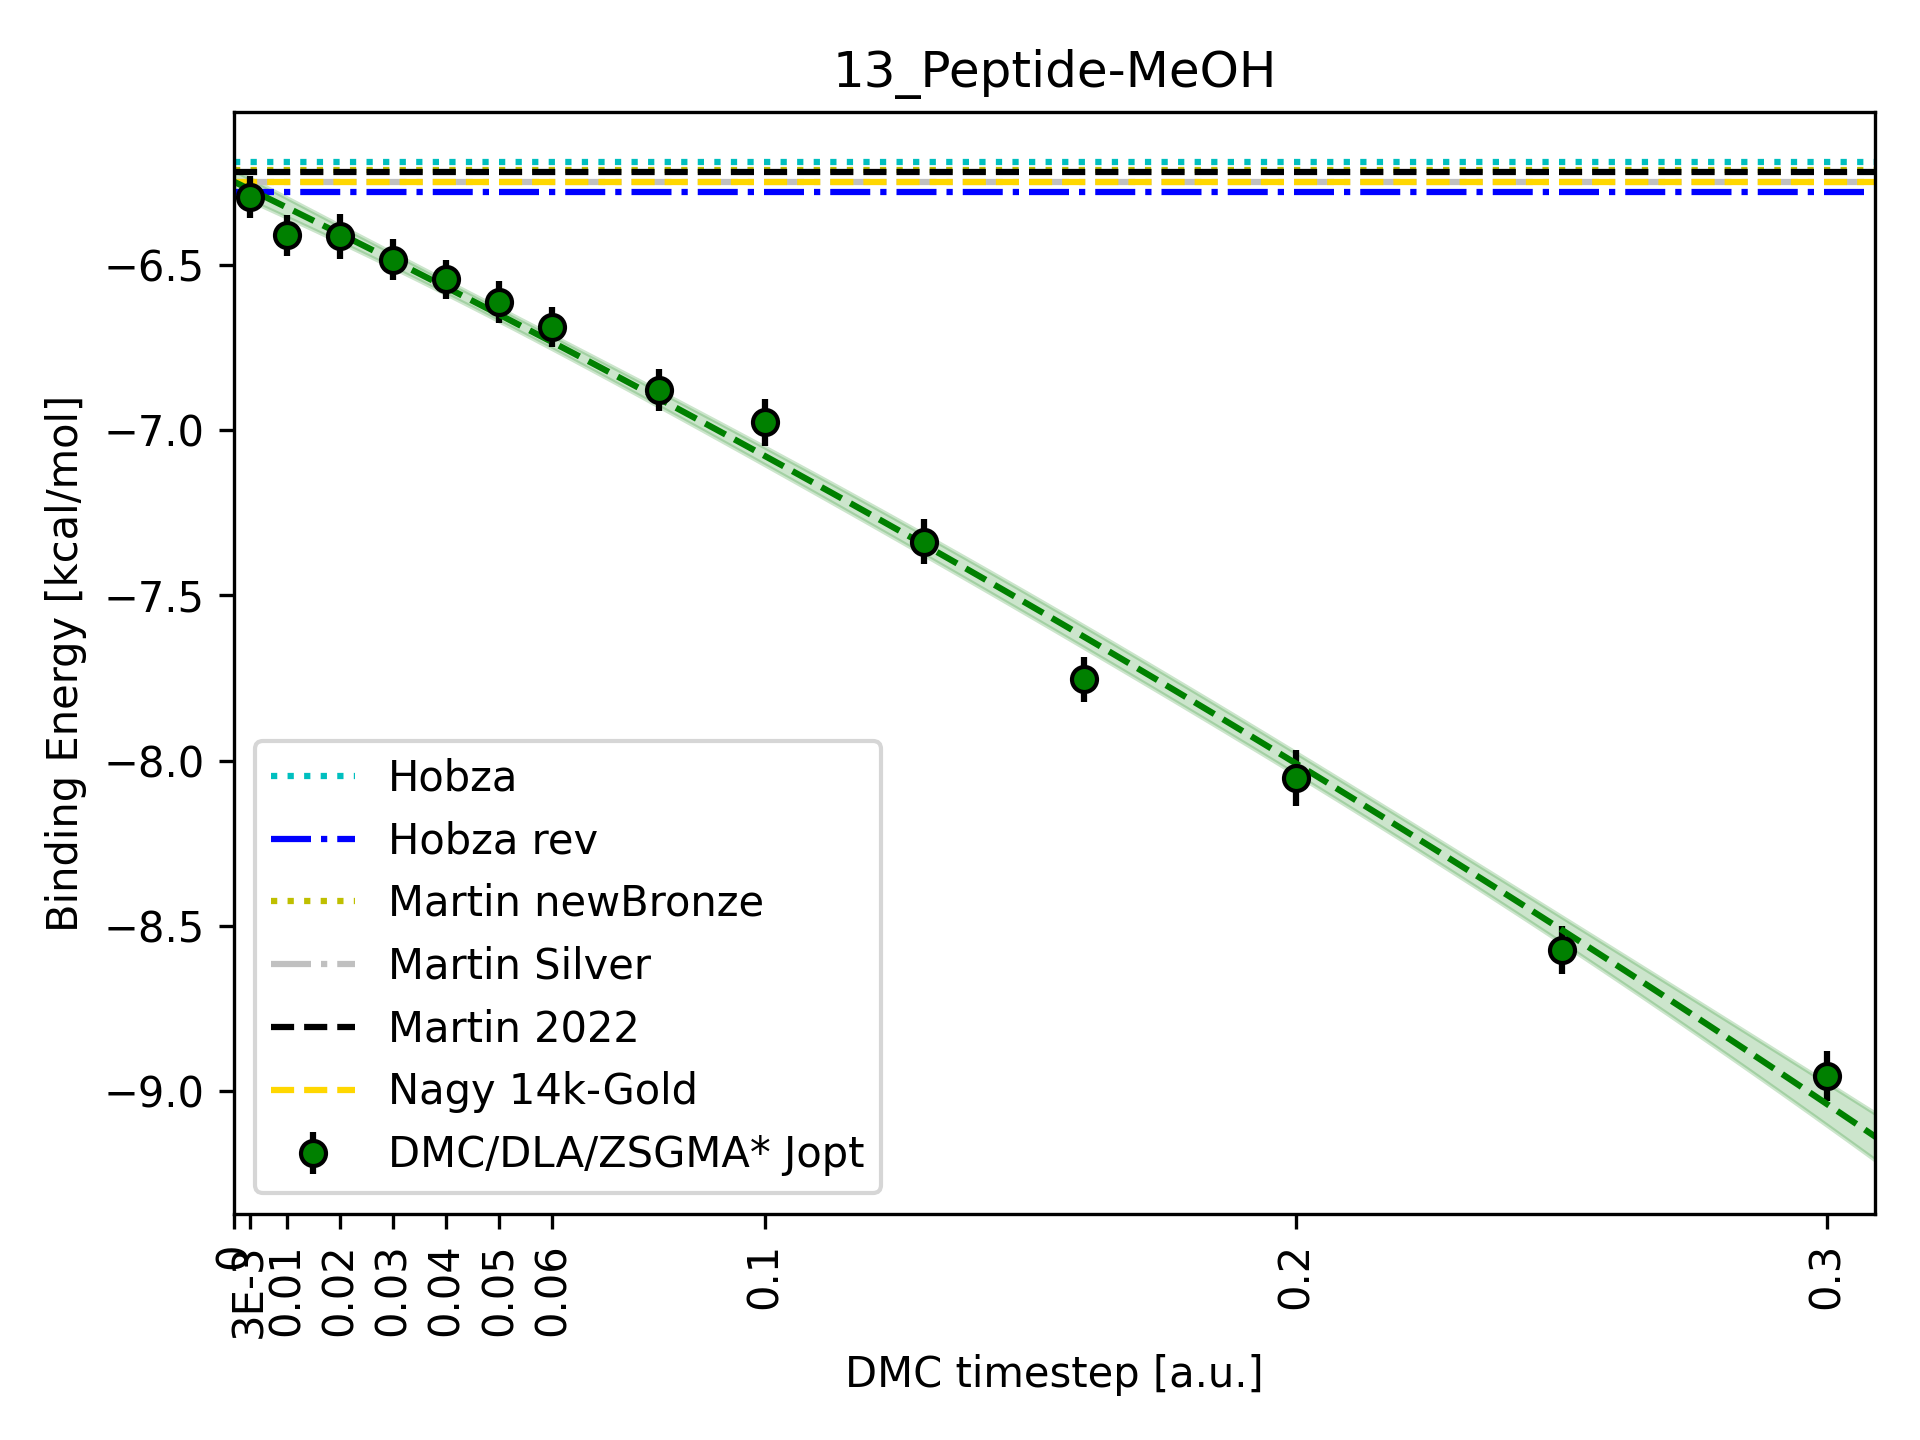 13_Peptide-MeOH
Binding Energy [kcal/mol]
−6.5
−7.0
−7.5
−8.0
−8.5
−9.0
Hobza
Hobza rev
Martin newBronze
Martin Silver
Martin 2022
Nagy 14k-Gold
DMC/DLA/ZSGMA* Jopt
0
3E-3
0.01
0.02
0.03
0.04
0.05
0.06
0.1
0.2
0.3
DMC timestep [a.u.]